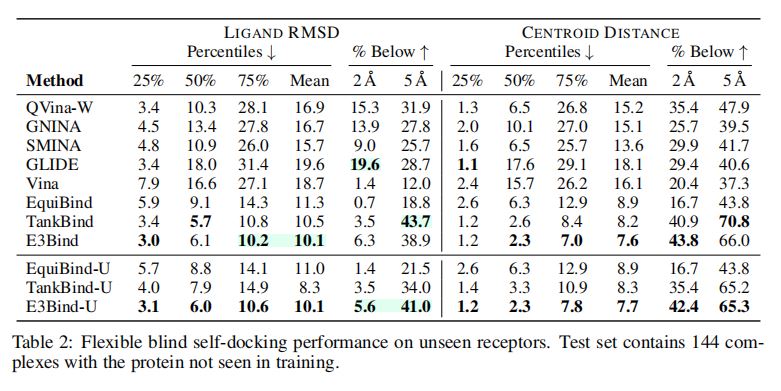 LIGAND RMSD CENTROID DISTANCE
Percentiles ↓ % Below ↑ Percentiles ↓ % Below ↑
Method 25% 50% 75% Mean 2 Å 5 Å 25% 50% 75% Mean 2 Å 5 Å
QVina-W 3.4 10.3 28.1 16.9 15.3 31.9 1.3 6.5 26.8 15.2 35.4 47.9
GNINA 4.5 13.4 27.8 16.7 13.9 27.8 2.0 10.1 27.0 15.1 25.7 39.5
SMINA 4.8 10.9 26.0 15.7 9.0 25.7 1.6 6.5 25.7 13.6 29.9 41.7
GLIDE 3.4 18.0 31.4 19.6 19.6 28.7 1.1 17.6 29.1 18.1 29.4 40.6
Vina 7.9 16.6 27.1 18.7 1.4 12.0 2.4 15.7 26.2 16.1 20.4 37.3
EquiBind 5.9 9.1 14.3 11.3 0.7 18.8 2.6 6.3 12.9 8.9 16.7 43.8
TankBind 3.4 5.7 10.8 10.5 3.5 43.7 1.2 2.6 8.4 8.2 40.9 70.8
E3Bind 3.0 6.1 10.2 10.1 6.3 38.9 1.2 2.3 7.0 7.6 43.8 66.0
EquiBind-U 5.7 8.8 14.1 11.0 1.4 21.5 2.6 6.3 12.9 8.9 16.7 43.8
TankBind-U 4.0 7.9 14.9 8.3 3.5 34.0 1.4 3.3 10.9 8.3 35.4 65.2
E3Bind-U 3.1 6.0 10.6 10.1 5.6 41.0 1.2 2.3 7.8 7.7 42.4 65.3
Table 2: Flexible blind self-docking performance on unseen receptors. Test set contains 144 com-
plexes with the protein not seen in training.